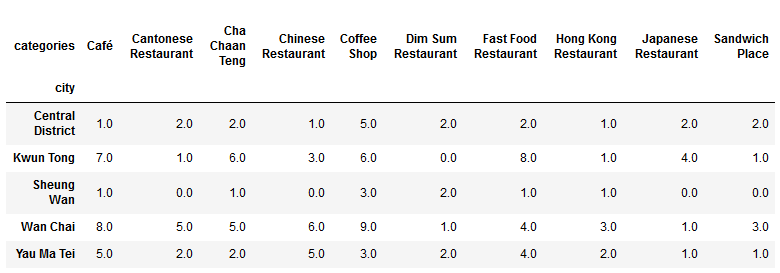 categories Café Cantonese Restaurant Cha Chaan Teng Chinese Restaurant Coffee Shop Dim Sum Restaurant Fast Food Restaurant Hong Kong Restaurant Japanese Restaurant Sandwich Place
city
Central District 1.0 2.0 2.0 1.0 5.0 2.0 2.0 1.0 2.0 2.0
Kwun Tong 7.0 1.0 6.0 3.0 6.0 0.0 8.0 1.0 4.0 1.0
Sheung Wan 1.0 0.0 1.0 0.0 3.0 2.0 1.0 1.0 0.0 0.0
Wan Chai 8.0 5.0 5.0 6.0 9.0 1.0 4.0 3.0 1.0 3.0
Yau Ma Tei 5.0 2.0 2.0 5.0 3.0 2.0 4.0 2.0 1.0 1.0